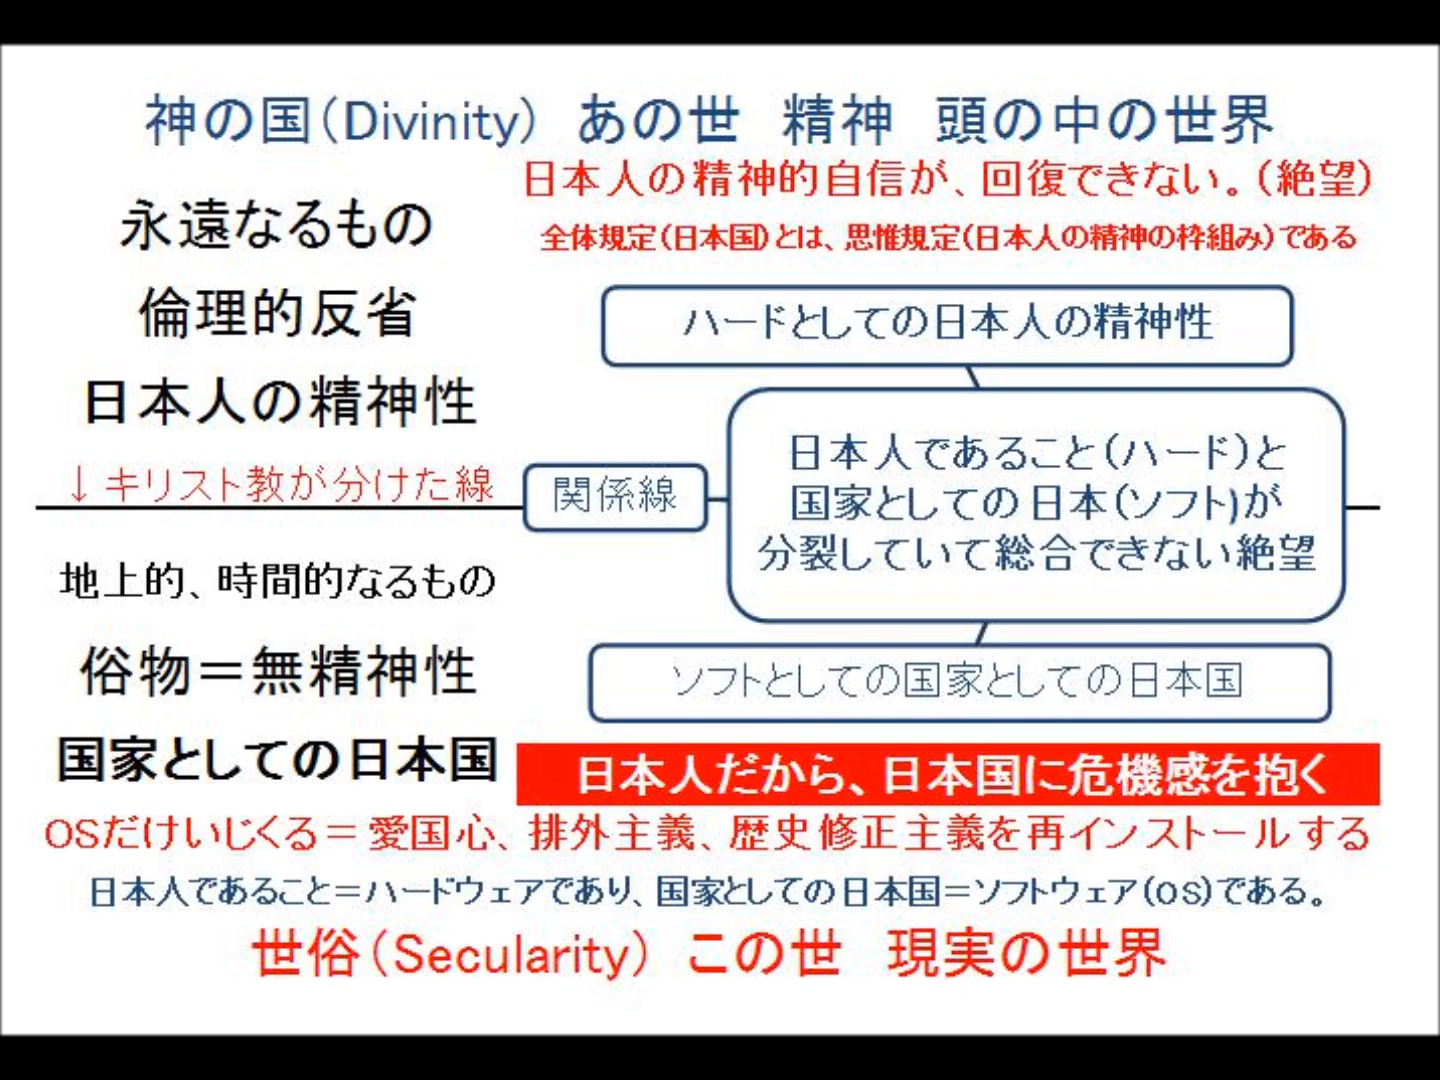 神の国(Divinity) あの世 精神 頭の中の世界
日本人の精神的自信が、回復できない。(絶望)
全体規定(日本国)とは、思惟規定(日本人の精神の枠組み)である
永遠なるもの
倫理的反省
日本人の精神性
↓キリスト教が分けた線
ハードとしての日本人の精神性
関係線
日本人であること(ハード)と
国家としての日本(ソフト)が
分裂していて総合できない絶望
地上的、時間的なるもの
俗物=無精神性
ソフトとしての国家としての日本国
国家としての日本国
日本人だから、日本国に危機感を抱く
OSだけいじくる=愛国心、排外主義、歴史修正主義を再インストールする
日本人であること=ハードウェアであり、国家としての日本国=ソフトウェア(OS)である。
世俗(Secularity) この世 現実の世界